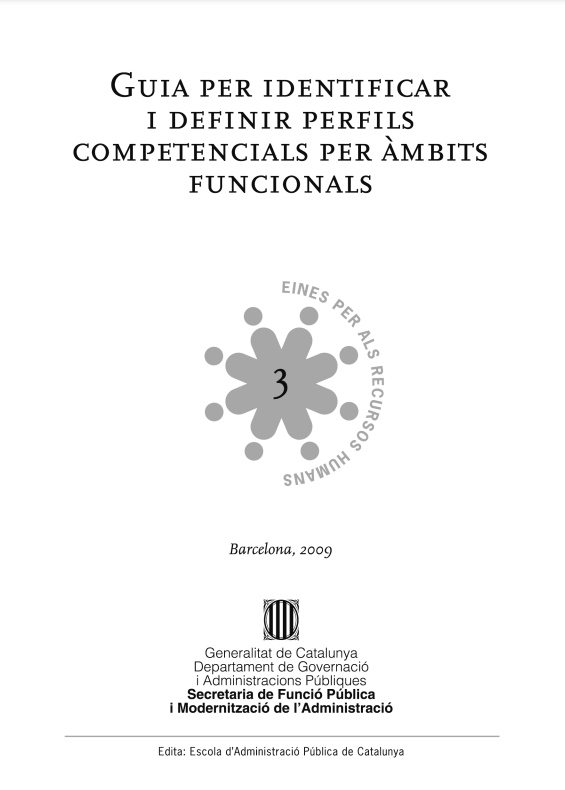 GUIA PER IDENTIFICAR
I DEFINIR PERFILS
COMPETENCIALS PER ÀMBITS
FUNCIONALS
EINES PER ALS RECURSOS HUMANS
3
Barcelona, 2009
Generalitat de Catalunya
Departament de Governació
i Administracions Públiques
Secretaria de Funció Pública
i Modernització de l'Administració
Edita: Escola d'Administració Pública de Catalunya